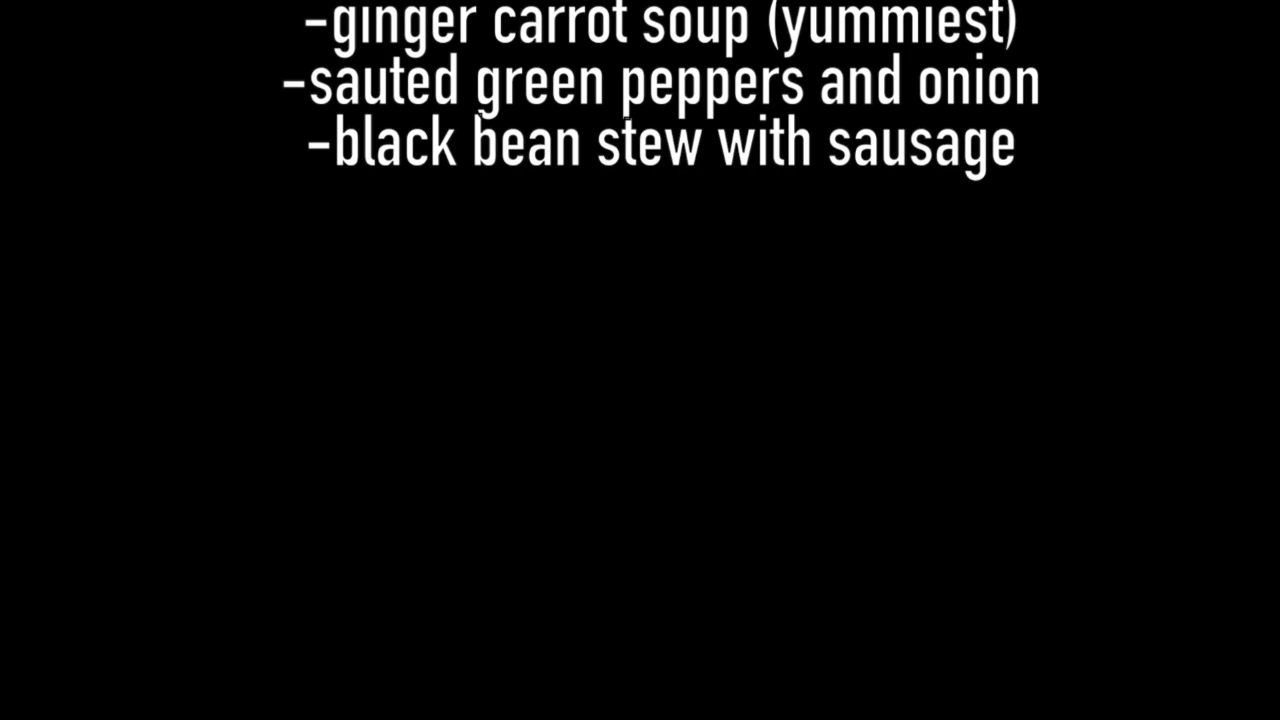 -ginger carrot soup (yummiest)
-sauted green peppers and onion
-black bean stew with sausage